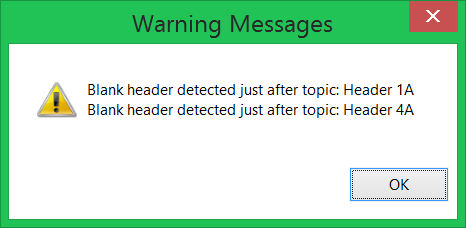 Warning Messages
Blank header detected just after topic: Header 1A
Blank header detected just after topic: Header 4A
OK